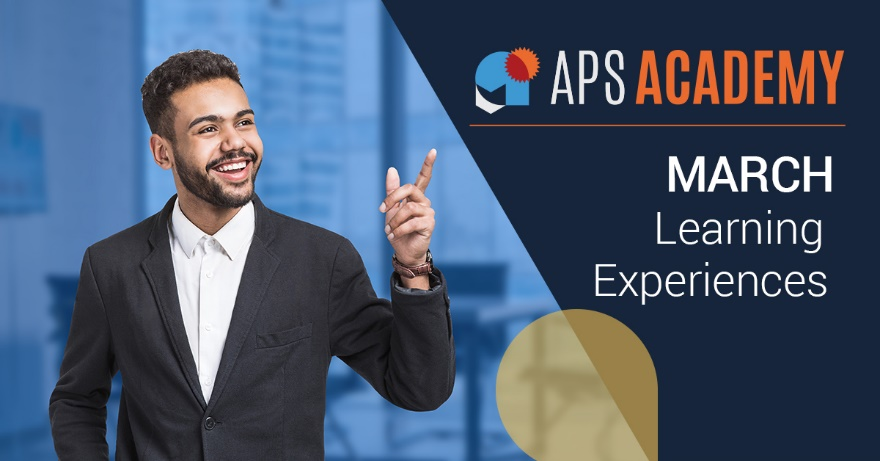 APS ACADEMY
MARCH
Learning
Experiences